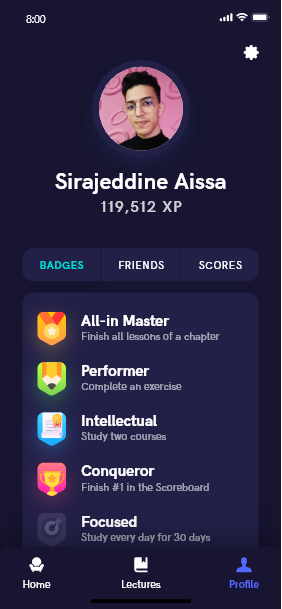 8:00
Sirajeddine Aissa
119,512 XP
BADGES FRIENDS SCORES
All-in Master
Finish all lessons of a chapter
Performer
Complete an exercise
Intellectual
Study two courses
Conqueror
Finish #1 in the Scoreboard
Focused
Study every day for 30 days
Home Lectures Profile